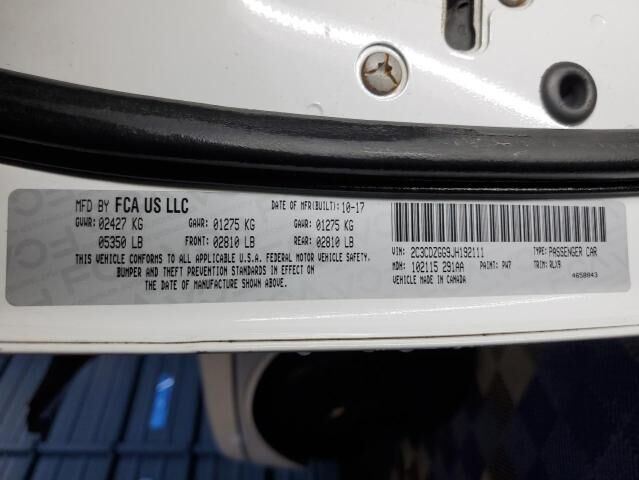 MFD BY FCA US LLC DATE OF MFR(BUILT): 10-17
GVWR: 02427 KG GAWR: 01275 KG GAWR: 01275 KG
05350 LB FRONT: 02810 LB REAR: 02810 LB
THIS VEHICLE CONFORMS TO ALL APPLICABLE U.S.A. FEDERAL MOTOR VEHICLE SAFETY,
BUMPER AND THEFT PREVENTION STANDARDS IN EFFECT ON
THE DATE OF MANUFACTURE SHOWN ABOVE.
VIN: 2C3CDZGG9JH192111 TYPE: PASSENGER CAR
MDH: 102115 291AA PAINT: PW7 TRIM: RLX9
VEHICLE MADE IN CANADA 4658843